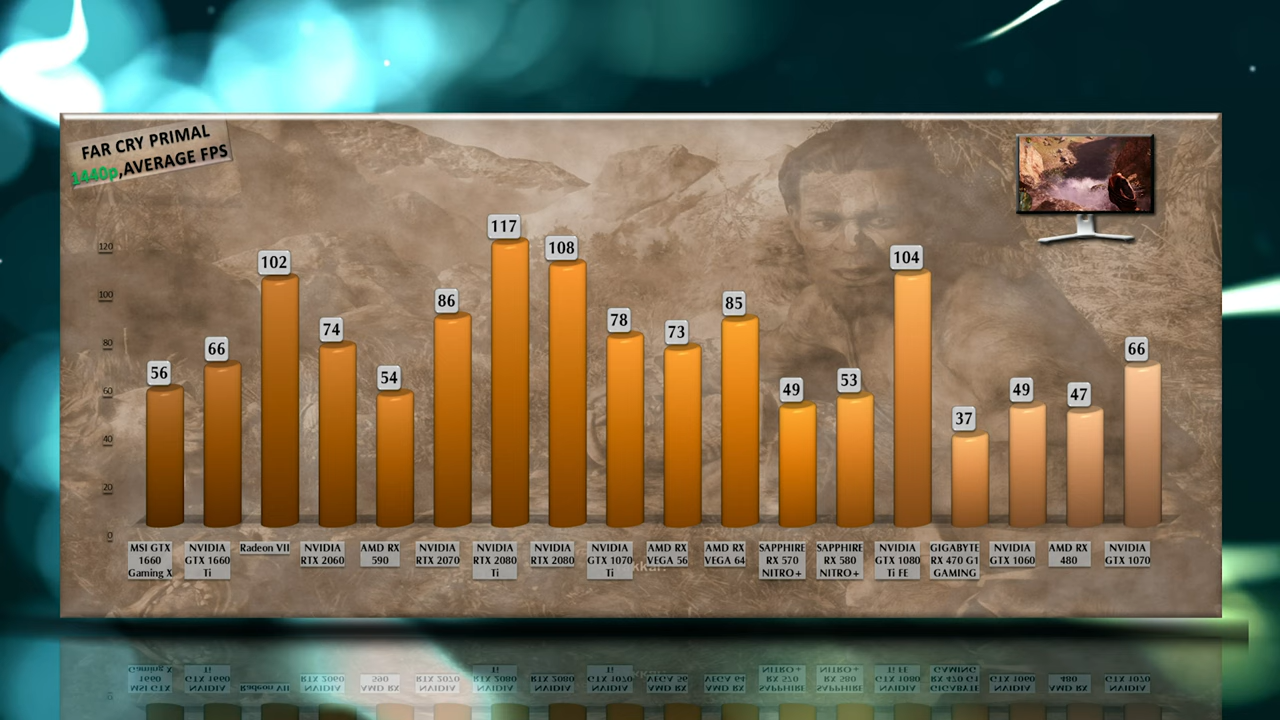 FAR CRY PRIMAL
1440p,AVERAGE FPS
120
100
80
60
40
20
0
56
66
102
74
54
86
117
108
78
73
85
49
53
104
37
49
47
66
MSI GTX
1660
Gaming X
NVIDIA
GTX 1660
Ti
Radeon VII
NVIDIA
RTX 2060
AMD RX
590
NVIDIA
RTX 2070
NVIDIA
RTX 2080
Ti
NVIDIA
RTX 2080
NVIDIA
GTX 1070
Ti
AMD RX
VEGA 56
AMD RX
VEGA 64
SAPPHIRE
RX 570
NITRO+
SAPPHIRE
RX 580
NITRO+
NVIDIA
GTX 1080
Ti FE
GIGABYTE
RX 470 G1
GAMING
NVIDIA
GTX 1060
AMD RX
480
NVIDIA
GTX 1070